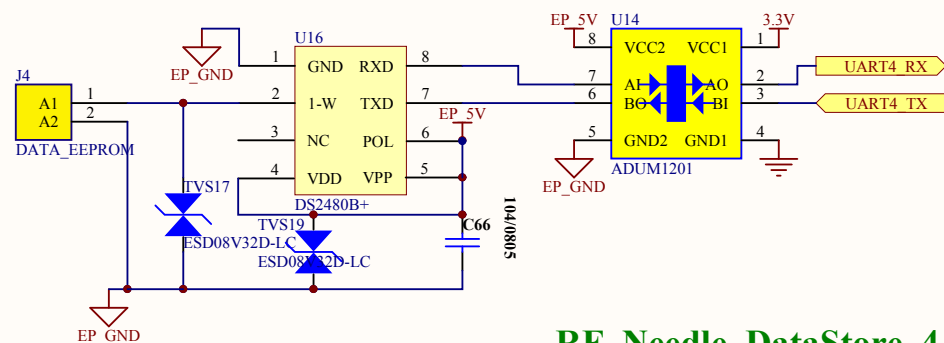 J4
A1 1
A2 2
DATA_EEPROM
EP_GND
U16
1 GND RXD 8
2 1-W TXD 7
3 NC POL 6
4 VDD VPP 5
DS2480B+
EP_5V
TVS17
ESD08V32D-LC
TVS19
ESD08V32D-LC
C66
104/0805
EP_GND
EP_5V
U14
3.3V
8 VCC2 VCC1 1
7 AI AO 2
6 BO BI 3
5 GND2 GND1 4
ADUM1201
EP_GND
UART4_RX
UART4_TX
RF_Needle_DataStore_4